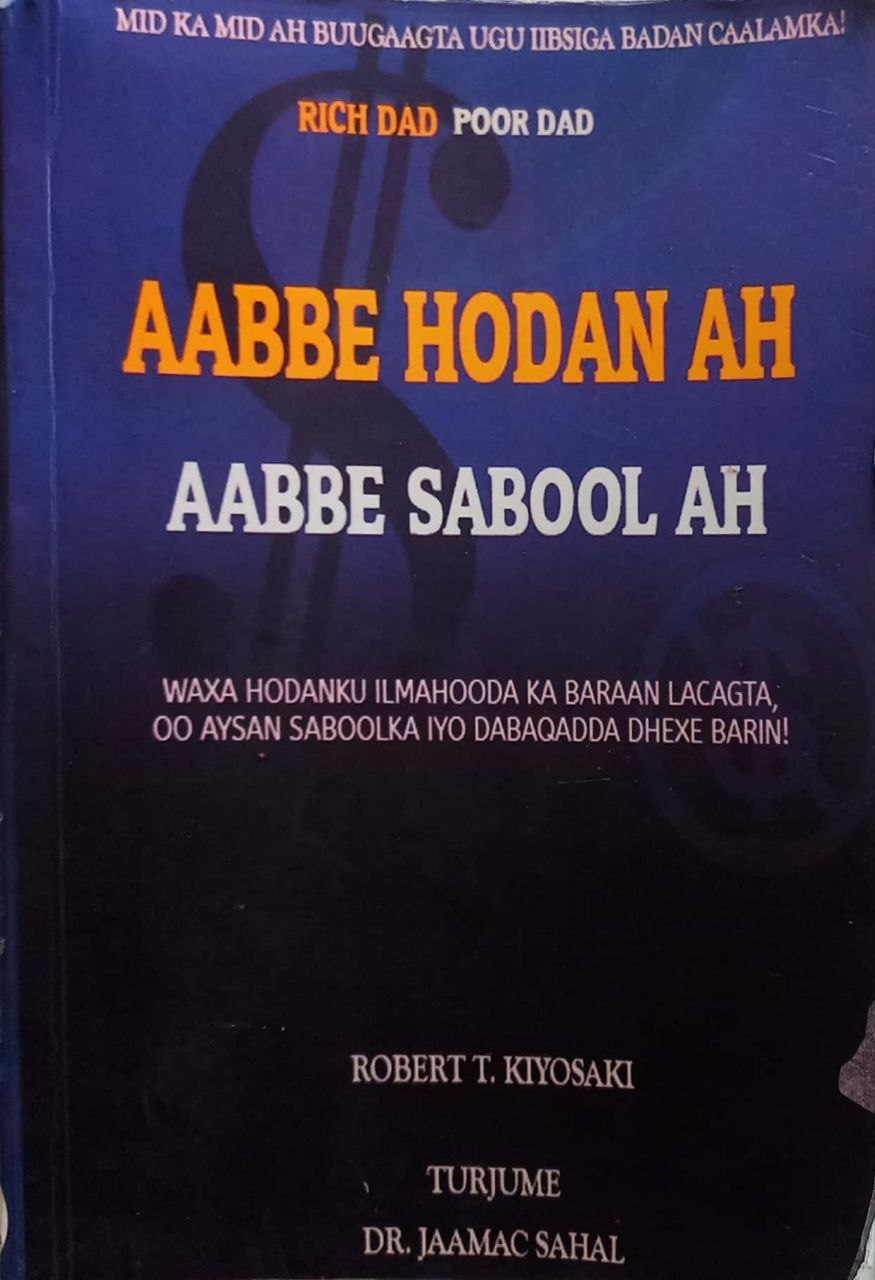 MID KA MID AH BUUGAAGTA UGU IIBSIGA BADAN CAALAMKA!
RICH DAD POOR DAD
AABBE HODAN AH
AABBE SABOOL AH
WAXA HODANKU ILMAHOODA KA BARAAN LACAGTA,
OO AYSAN SABOOLKA IYO DABAQADDA DHEXE BARIN!
ROBERT T. KIYOSAKI
TURJUME
DR. JAAMAC SAHAL